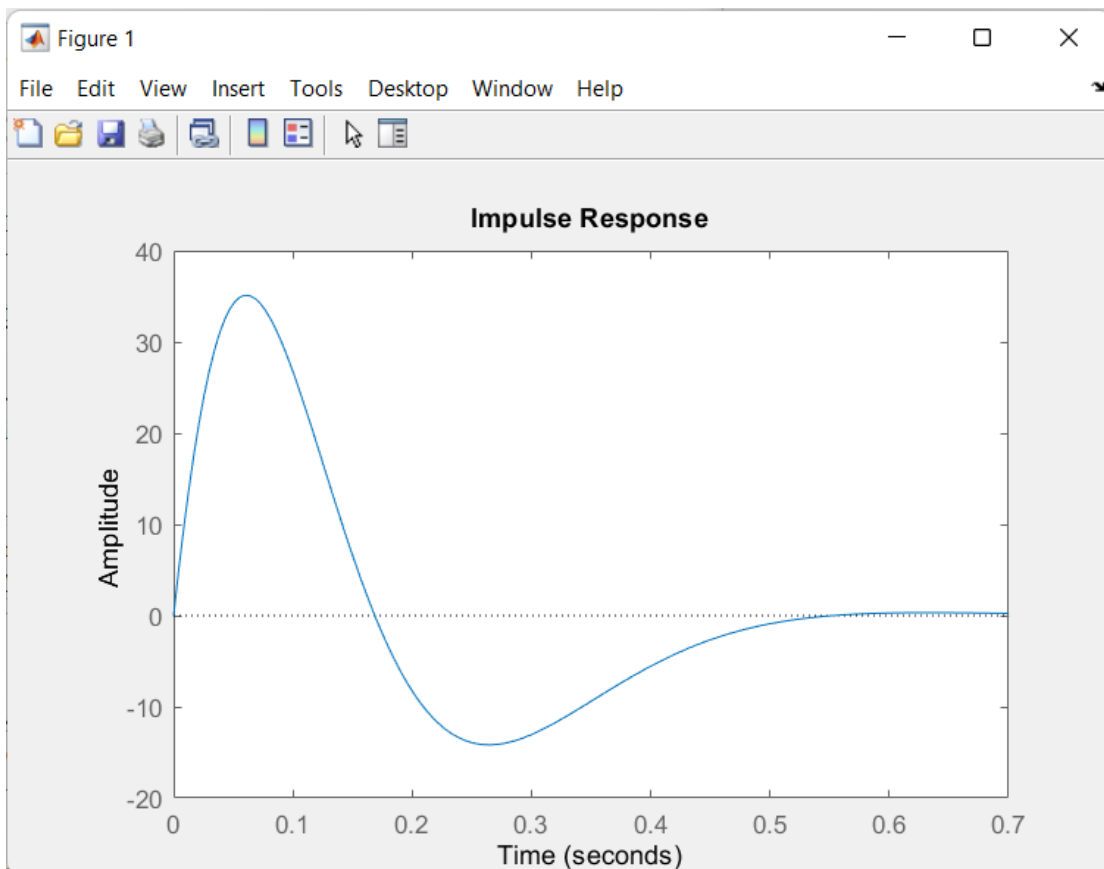 Figure 1
File Edit View Insert Tools Desktop Window Help
Impulse Response
40
30
20
10
0
-10
-20
Amplitude
0 0.1 0.2 0.3 0.4 0.5 0.6 0.7
Time (seconds)